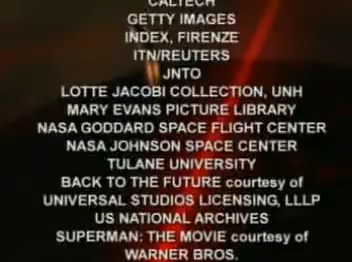 CALTECH
GETTY IMAGES
INDEX, FIRENZE
ITN/REUTERS
JNTO
LOTTE JACOBI COLLECTION, UNH
MARY EVANS PICTURE LIBRARY
NASA GODDARD SPACE FLIGHT CENTER
NASA JOHNSON SPACE CENTER
TULANE UNIVERSITY
BACK TO THE FUTURE courtesy of
UNIVERSAL STUDIOS LICENSING, LLLP
US NATIONAL ARCHIVES
SUPERMAN: THE MOVIE courtesy of
WARNER BROS.